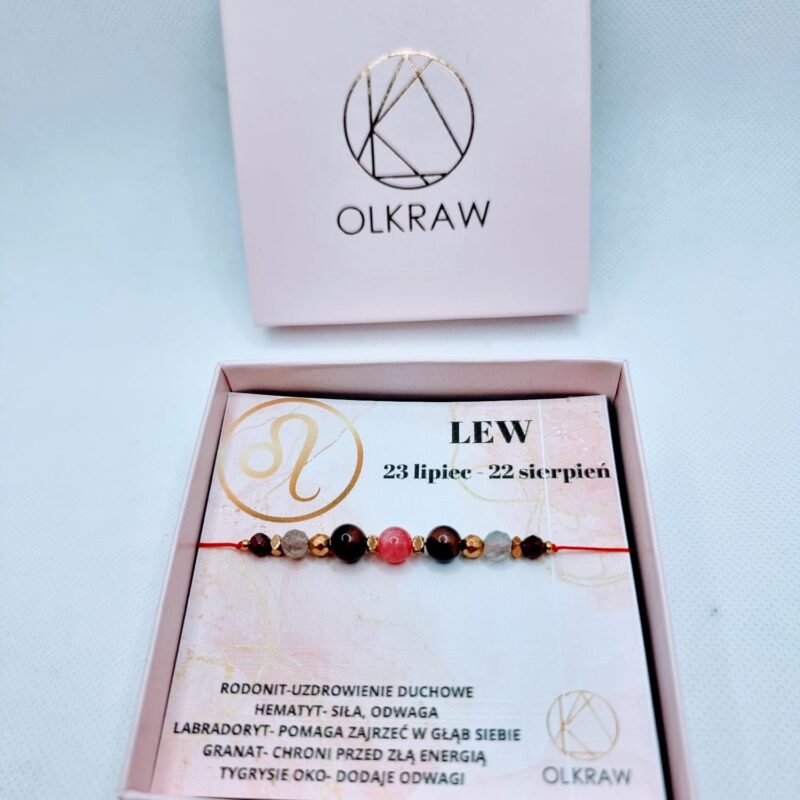 OLKRAW
LEW
23 lipiec - 22 sierpień
RODONIT-UZDROWIENIE DUCHOWE
HEMATYT- SIŁA, ODWAGA
LABRADORYT- POMAGA ZAJRZEĆ W GŁĄB SIEBIE
GRANAT- CHRONI PRZED ZŁĄ ENERGIĄ
TYGRYSIE OKO- DODAJE ODWAGI
OLKRAW